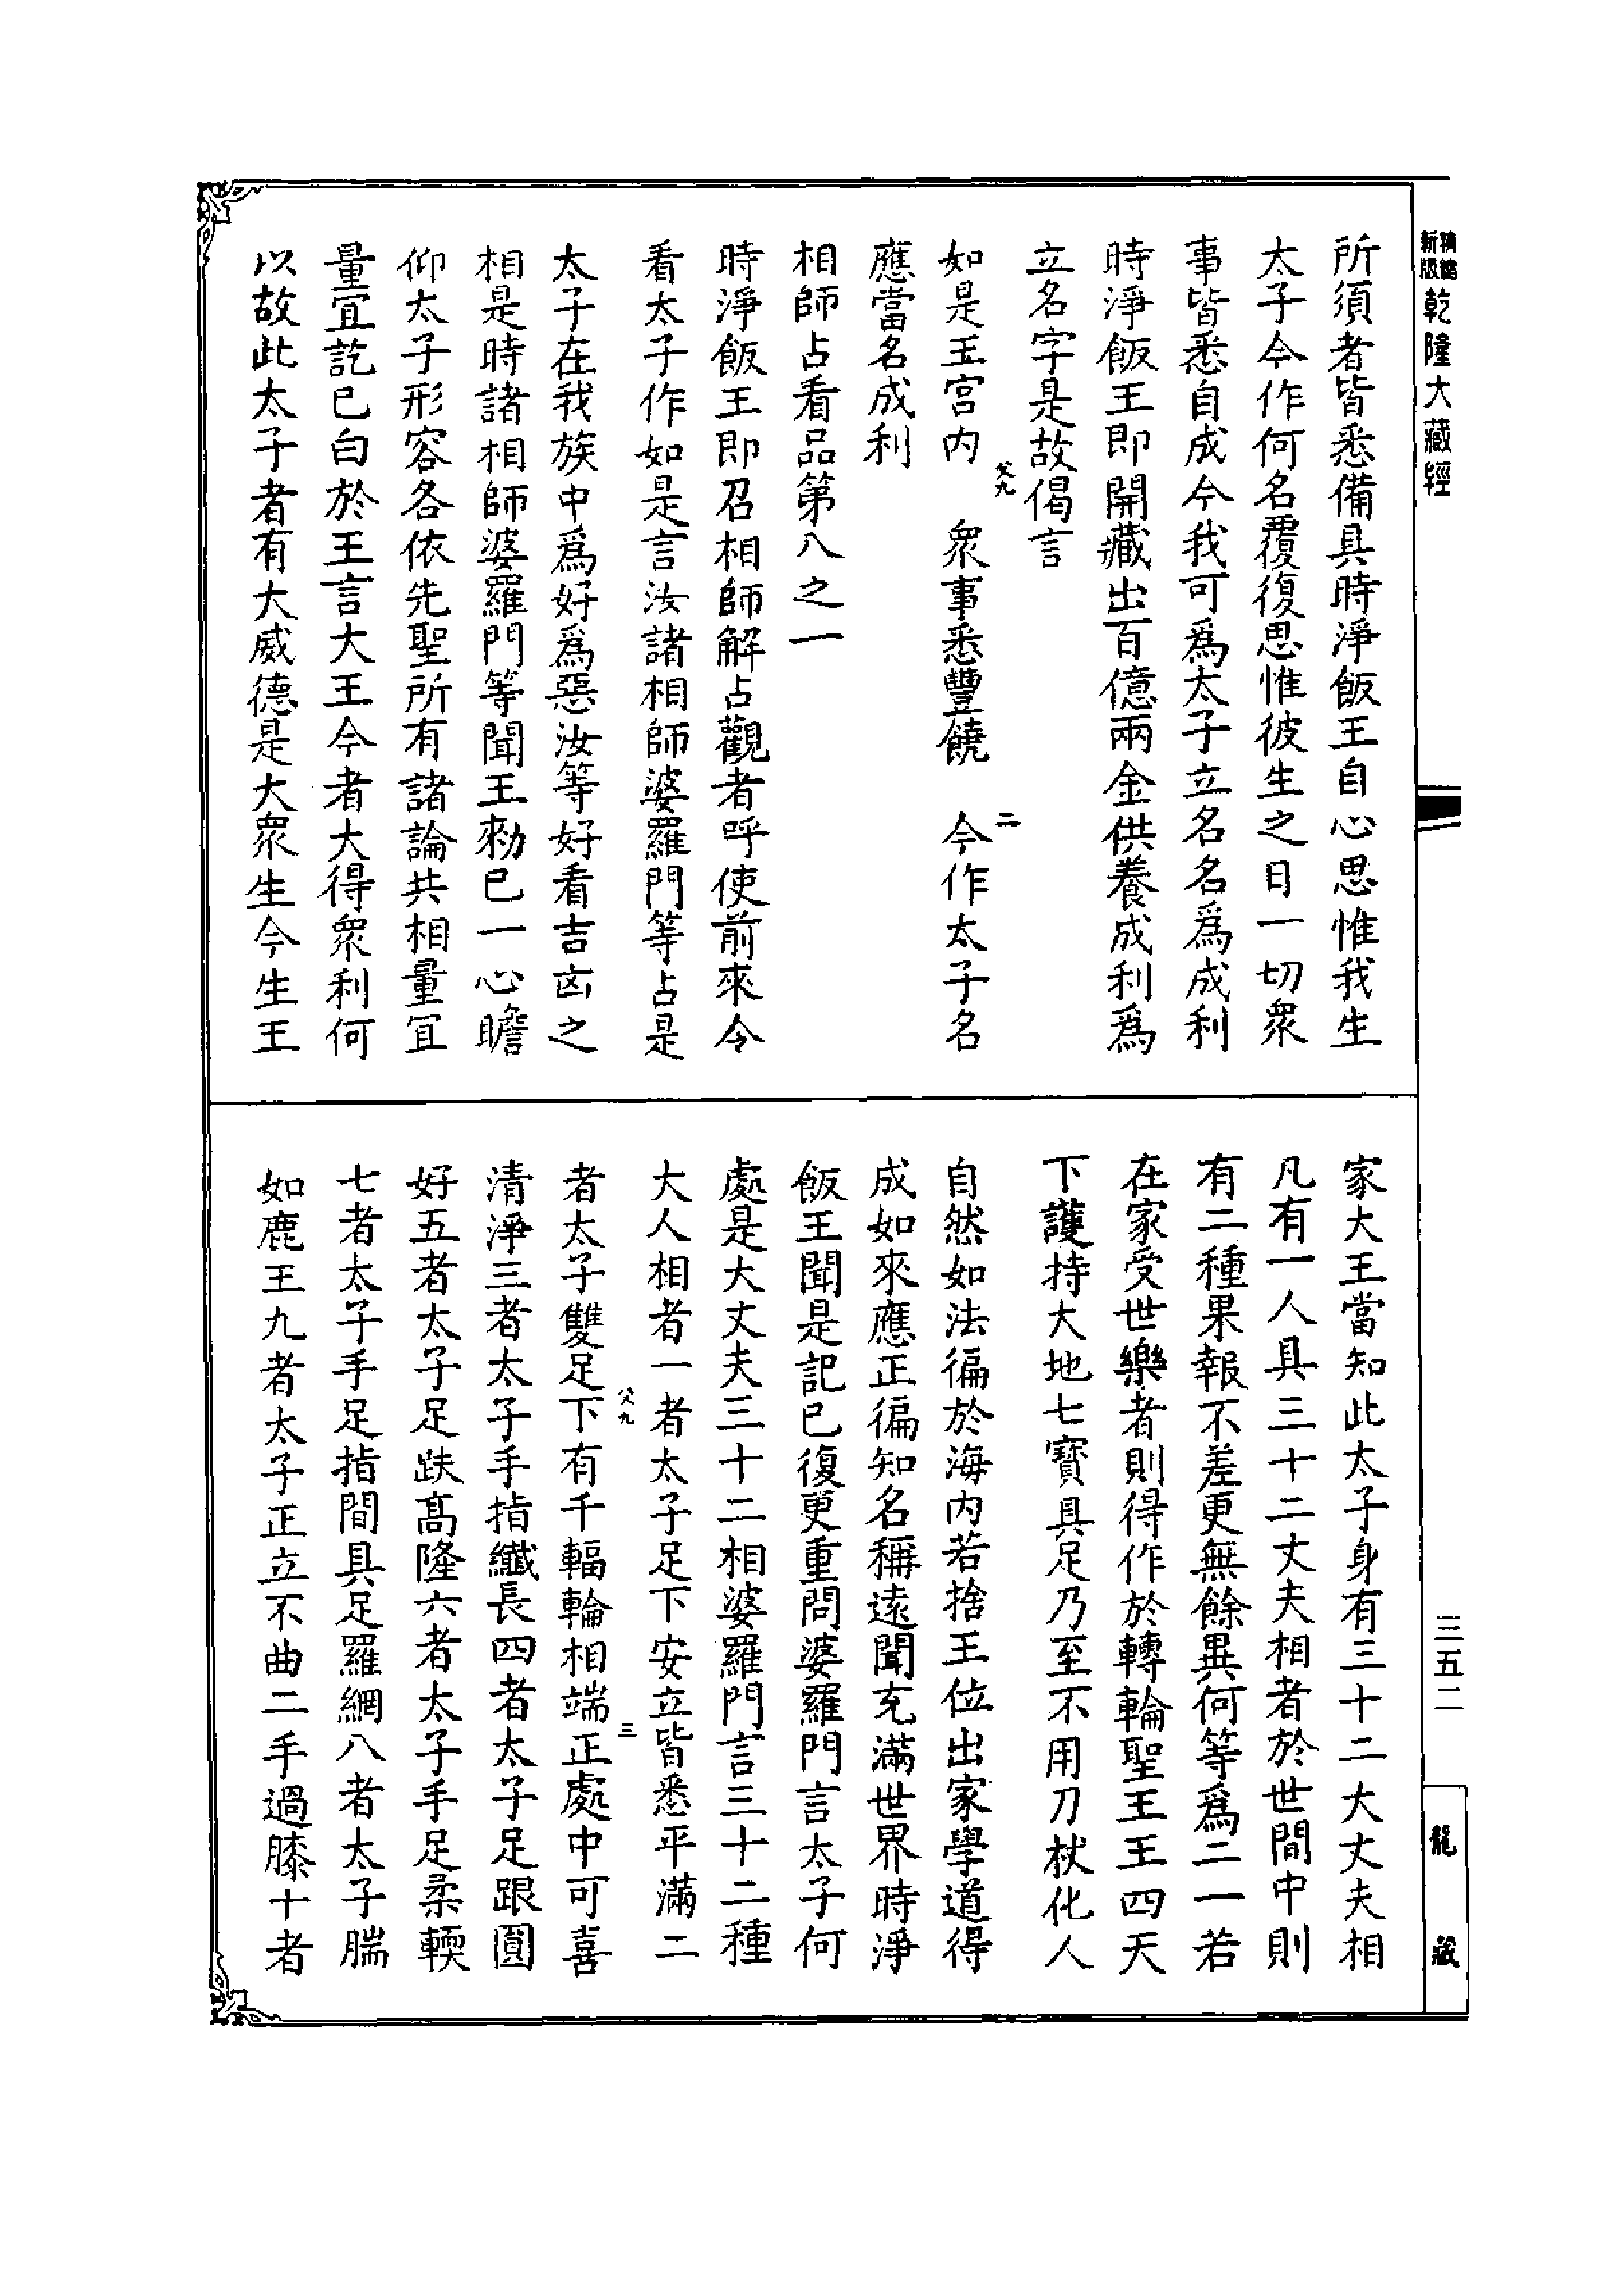 精繕
新版
乾隆大藏經
所須者皆悉備具時淨飯王自心思惟我生
太子今作何名覆復思惟彼生之日一切衆
事皆悉自成今我可爲太子立名名爲成利
時淨飯王即開藏出百億兩金供養成利爲
立名字是故偈言
父九
二
如是王宮内 衆事悉豐饒 今作太子名
應當名成利
相師占看品第八之一
時淨飯王即召相師解占觀者呼使前來令
看太子作如是言汝諸相師婆羅門等占是
太子在我族中爲好爲惡汝等好看吉凶之
相是時諸相師婆羅門等聞王勑已一心瞻
仰太子形容各依先聖所有諸論共相量宜
量宜訖已白於王言大王今者大得衆利何
以故此太子者有大威德是大衆生今生王
家大王當知此太子身有三十二大丈夫相
凡有一人具三十二丈夫相者於世間中則
有二種果報不差更無餘異何等爲二一若
在家受世樂者則得作於轉輪聖王王四天
下護持大地七寶具足乃至不用刀杖化人
自然如法徧於海内若捨王位出家學道得
成如來應正徧知名稱遠聞充滿世界時淨
飯王聞是記已復更重問婆羅門言太子何
處是大丈夫三十二相婆羅門言三十二種
大人相者一者太子足下安立皆悉平滿二
父九
三
者太子雙足下有千輻輪相端正處中可喜
清淨三者太子手指纖長四者太子足跟圓
好五者太子足趺高隆六者太子手足柔輭
七者太子手足指間具足羅網八者太子腨
如鹿王九者太子正立不曲二手過膝十者
三五二
龍藏